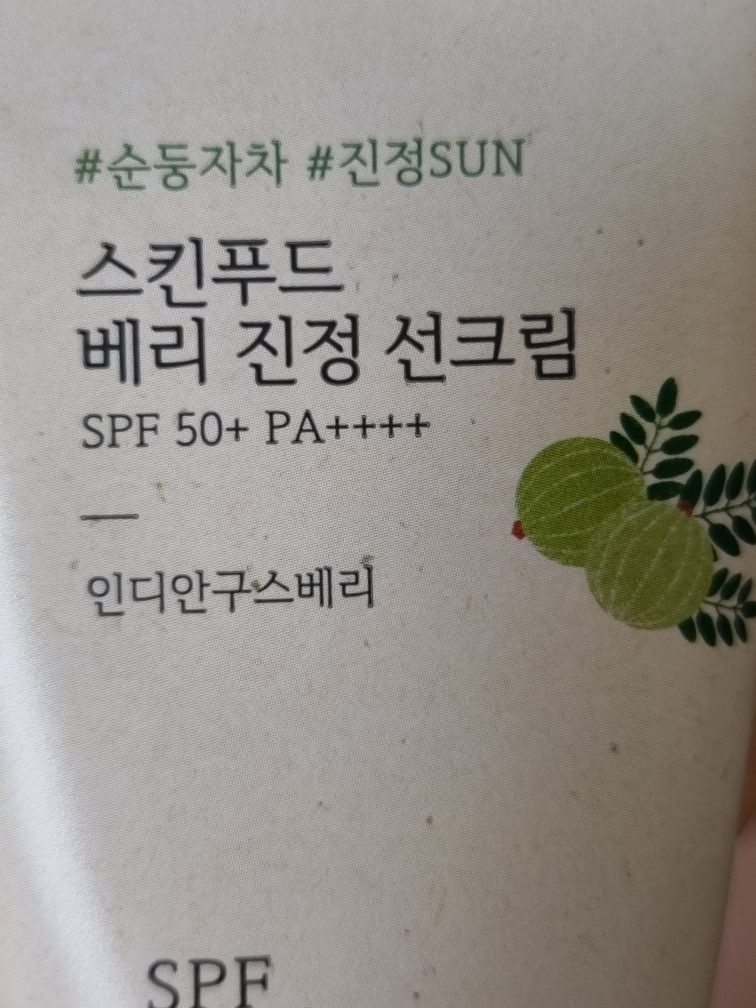 #순둥자차 #진정SUN
스킨푸드
베리 진정 선크림
SPF 50+ PA++++
인디안구스베리
SPF